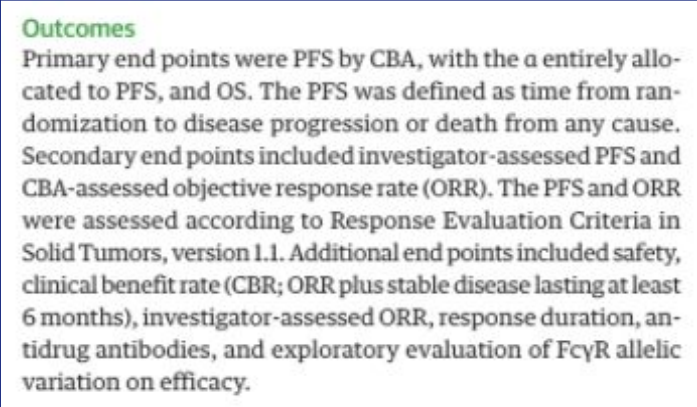 Outcomes
Primary end points were PFS by CBA, with the α entirely allo-
cated to PFS, and OS. The PFS was defined as time from ran-
domization to disease progression or death from any cause.
Secondary end points included investigator-assessed PFS and
CBA-assessed objective response rate (ORR). The PFS and ORR
were assessed according to Response Evaluation Criteria in
Solid Tumors, version 1.1. Additional end points included safety,
clinical benefit rate (CBR; ORR plus stable disease lasting at least
6 months), investigator-assessed ORR, response duration, an-
tidrug antibodies, and exploratory evaluation of FcγR allelic
variation on efficacy.